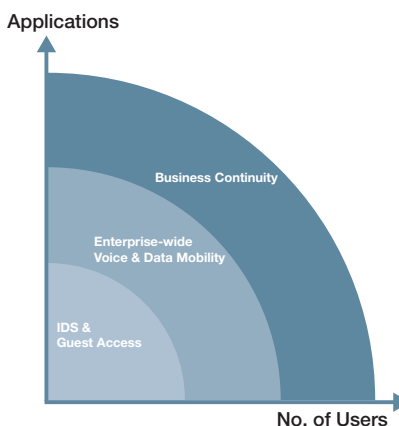 Applications
Business Continuity
Enterprise-wide
Voice & Data Mobility
IDS &
Guest Access
No. of Users